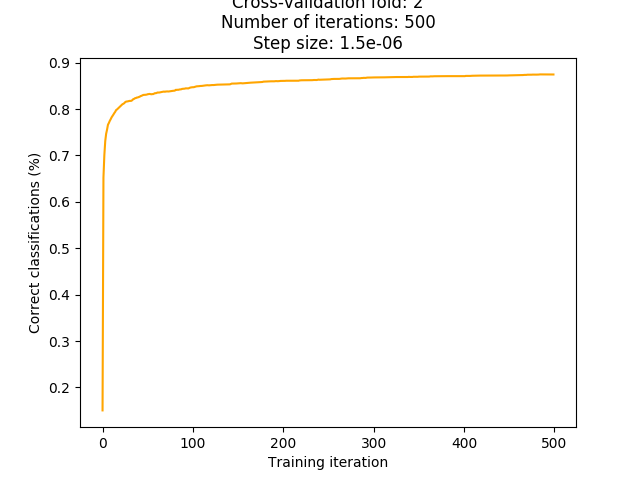 Cross-validation fold: 2
Number of iterations: 500
Step size: 1.5e-06
0.9
0.8
0.7
0.6
0.5
0.4
0.3
0.2
Correct classifications (%)
0 100 200 300 400 500
Training iteration